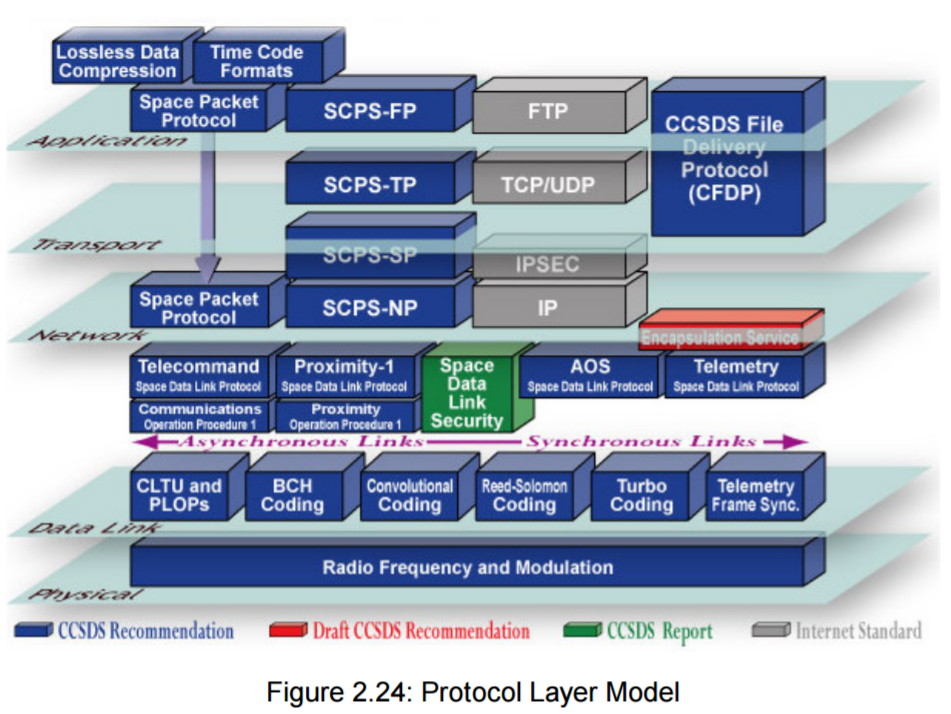 Lossless Data
Compression
Time Code
Formats
Space Packet
Protocol
SCPS-FP
FTP
CCSDS File
Delivery
Protocol
(CFDP)
Application
SCPS-TP
TCP/UDP
Transport
SCPS-SP
IPSEC
Space Packet
Protocol
SCPS-NP
IP
Network
Encapsulation Service
Telecommand
Space Data Link Protocol
Proximity-1
Space Data Link Protocol
Space
Data
Link
Security
AOS
Space Data Link Protocol
Telemetry
Space Data Link Protocol
Communications
Operation Procedure 1
Proximity
Operation Procedure 1
Asynchronous Links
Synchronous Links
CLTU and
PLOPs
BCH
Coding
Convolutional
Coding
Reed-Solomon
Coding
Turbo
Coding
Telemetry
Frame Sync.
Data Link
Radio Frequency and Modulation
Physical
CCSDS Recommendation
Draft CCSDS Recommendation
CCSDS Report
Internet Standard
Figure 2.24: Protocol Layer Model